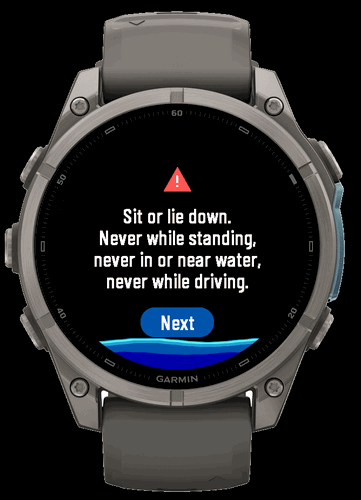 60
50
Sit or lie down.
Never while standing,
never in or near water,
never while driving.
Next
40
20
GARMIN